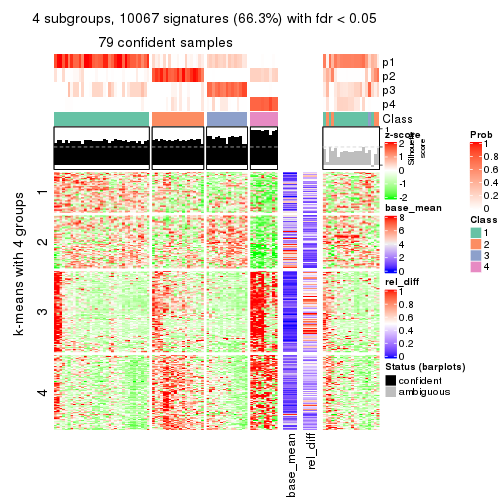 4 subgroups, 10067 signatures (66.3%) with fdr < 0.05
79 confident samples
p1
p2
p3
p4
Class
1
Silhouette
score
k-means with 4 groups
1
2
3
4
base_mean
rel_diff
z-score
2
1
0
-1
-2
base_mean
8
6
4
2
0
rel_diff
1
0.8
0.6
0.4
0.2
0
Status (barplots)
confident
ambiguous
Prob
1
0.8
0.6
0.4
0.2
0
Class
1
2
3
4